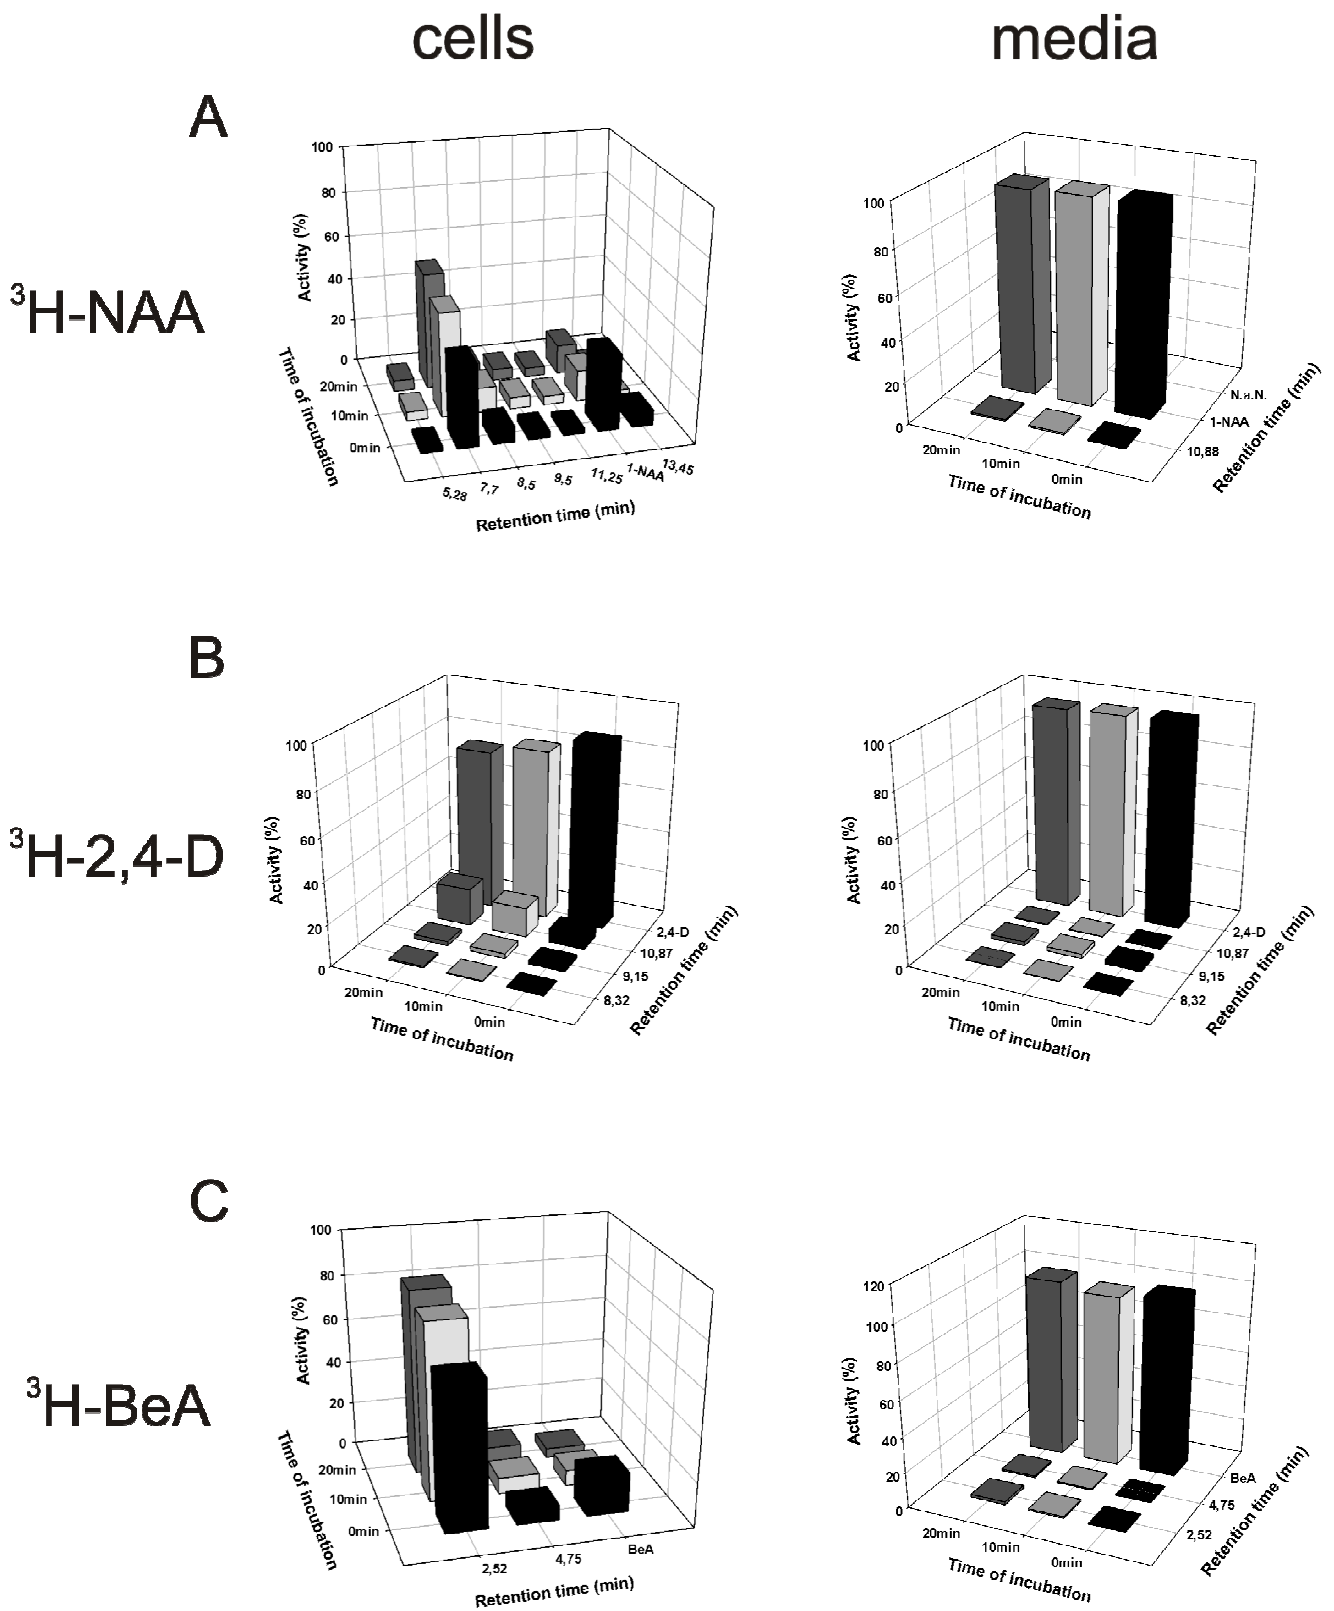 cells
media
A
³H-NAA
100
80
60
40
20
0
Activity (%)
20min
10min
0min
Time of incubation
5,28
7,7
8,5
9,5
11,25
1-NAA
13,45
Retention time (min)
100
80
60
40
20
0
Activity (%)
20min
10min
0min
Time of incubation
N.a.N.
1-NAA
10,88
Retention time (min)
B
³H-2,4-D
100
80
60
40
20
0
Activity (%)
20min
10min
0min
Time of incubation
2,4-D
10,87
9,15
8,32
Retention time (min)
100
80
60
40
20
0
Activity (%)
20min
10min
0min
Time of incubation
2,4-D
10,87
9,15
8,32
Retention time (min)
C
³H-BeA
100
80
60
40
20
0
Activity (%)
20min
10min
0min
Time of incubation
2,52
4,75
BeA
Retention time (min)
120
100
80
60
40
20
0
Activity (%)
20min
10min
0min
Time of incubation
BeA
4,75
2,52
Retention time (min)